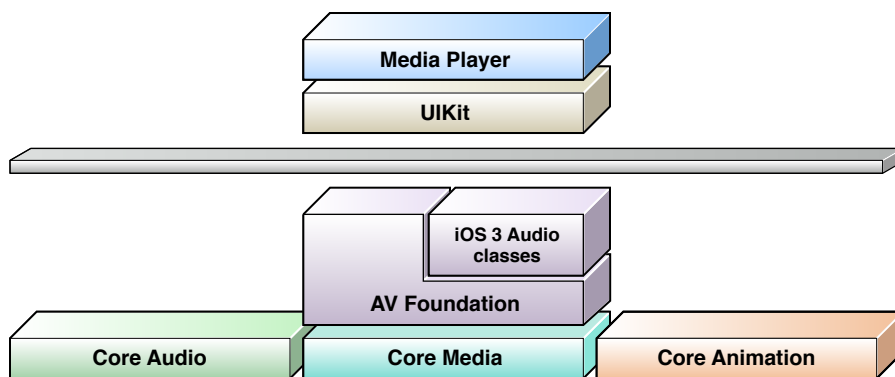 Media Player
UIKit
iOS 3 Audio
classes
AV Foundation
Core Audio
Core Media
Core Animation